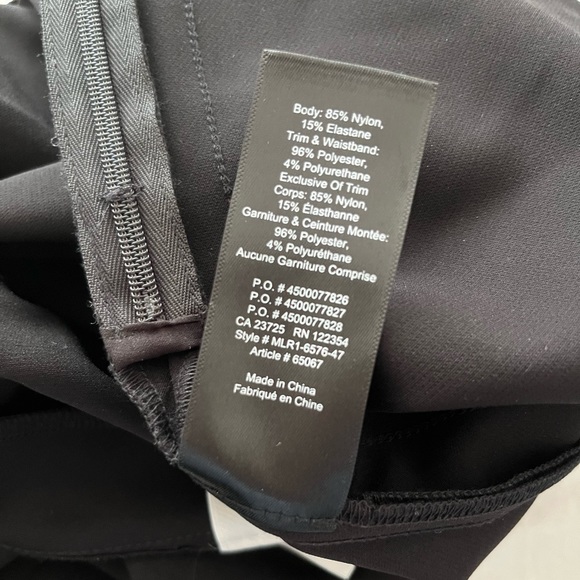 Body: 85% Nylon,
15% Elastane
Trim & Waistband:
96% Polyester,
4% Polyurethane
Exclusive Of Trim
Corps: 85% Nylon,
15% Élasthanne
Garniture & Ceinture Montée:
96% Polyester,
4% Polyuréthane
Aucune Garniture Comprise
P.O. # 4500077826
P.O. # 4500077827
P.O. # 4500077828
CA 23725 RN 122354
Style # MLR1-6576-47
Article # 65067
Made in China
Fabriqué en Chine